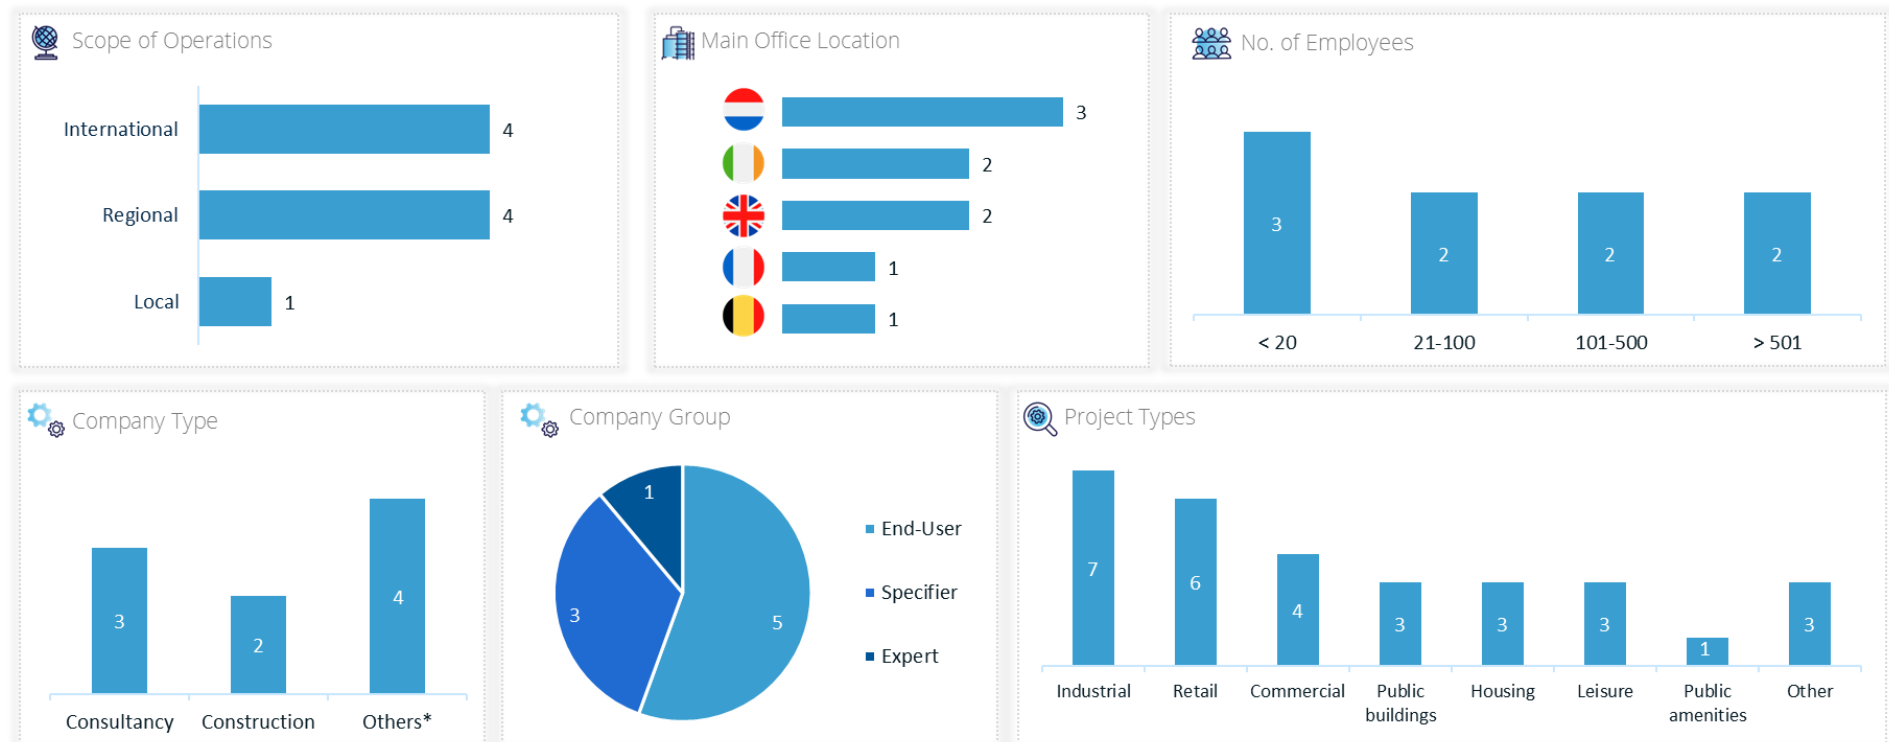 Scope of Operations
International
4
Regional
4
Local
1
Main Office Location
3
2
2
1
1
No. of Employees
3
2
2
2
< 20
21-100
101-500
> 501
Company Type
3
2
4
Consultancy
Construction
Others*
Company Group
1
3
5
End-User
Specifier
Expert
Project Types
7
6
4
3
3
3
1
3
Industrial
Retail
Commercial
Public
buildings
Housing
Leisure
Public
amenities
Other